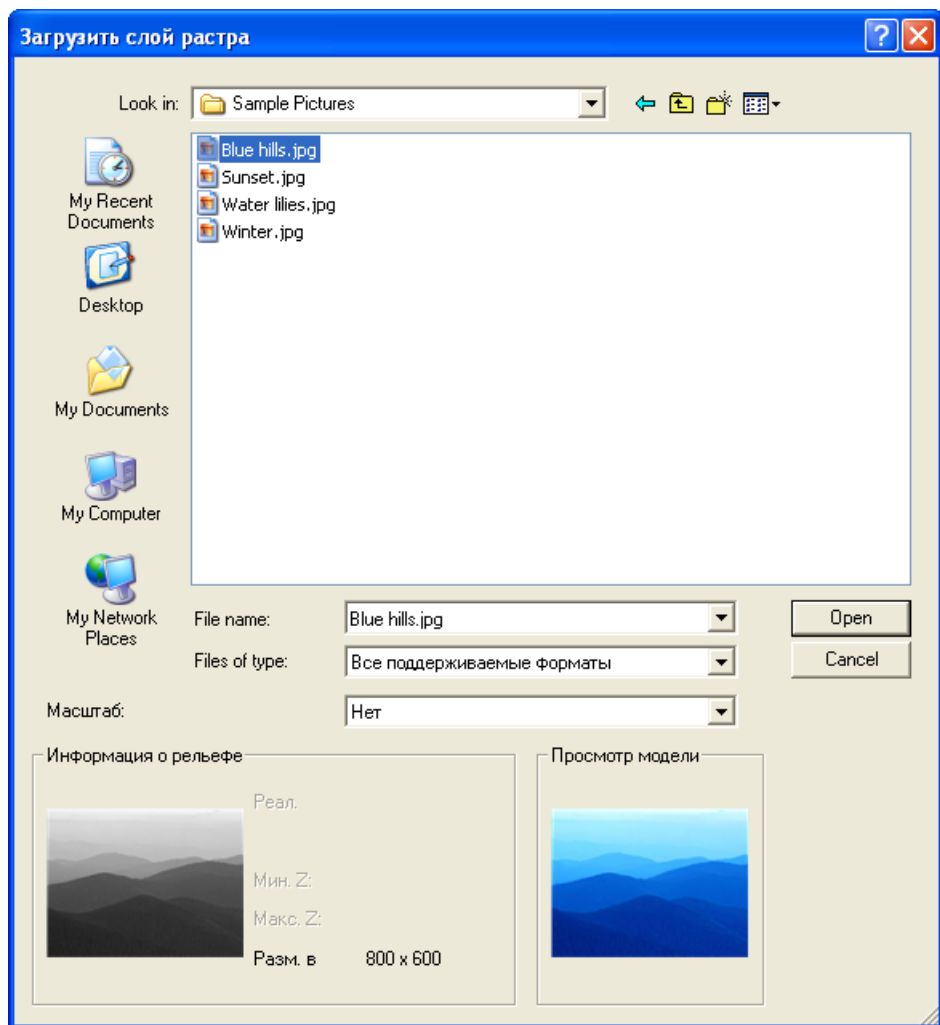 Загрузить слой растра
Look in:
Sample Pictures
My Recent
Documents
Desktop
My Documents
My Computer
My Network
Places
Blue hills.jpg
Sunset.jpg
Water lilies.jpg
Winter.jpg
File name:
Blue hills.jpg
Open
Files of type:
Все поддерживаемые форматы
Cancel
Масштаб:
Нет
Информация о рельефе
Реал.
Мин. Z:
Макс. Z:
Разм. в 800 x 600
Просмотр модели